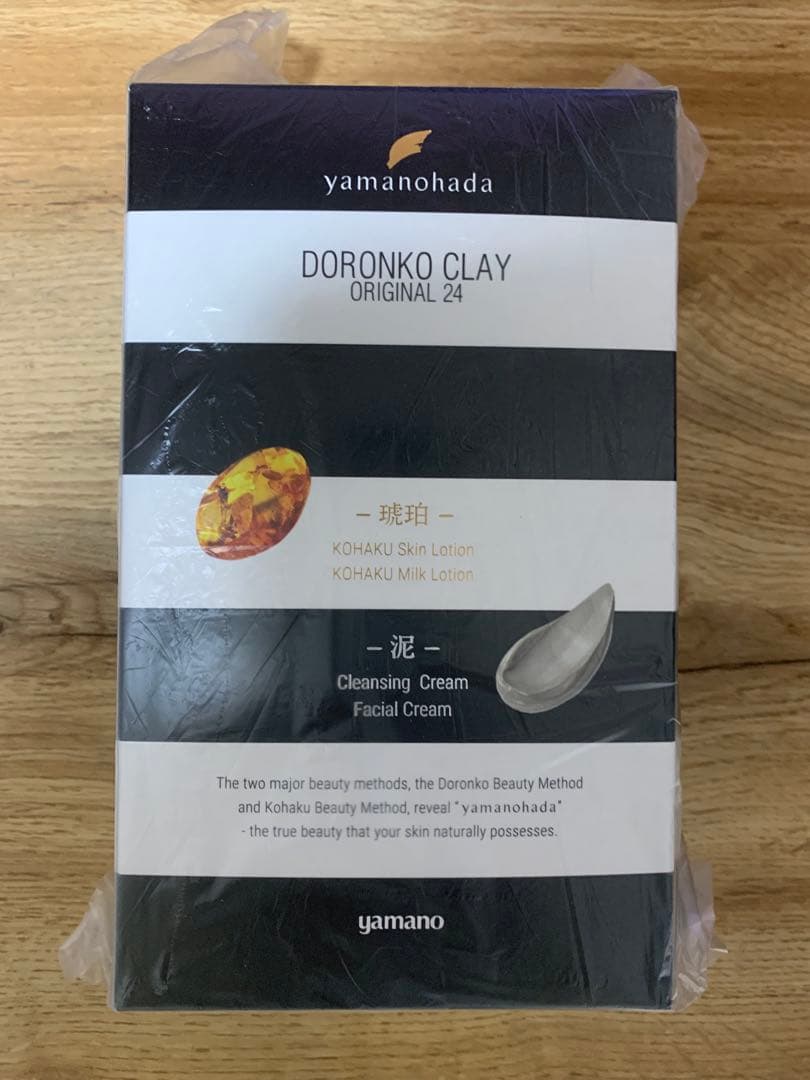 yamanohada
DORONKO CLAY
ORIGINAL 24
– 琥珀 –
KOHAKU Skin Lotion
KOHAKU Milk Lotion
– 泥 –
Cleansing Cream
Facial Cream
The two major beauty methods, the Doronko Beauty Method
and Kohaku Beauty Method, reveal "yamanohada"
- the true beauty that your skin naturally possesses.
yamano